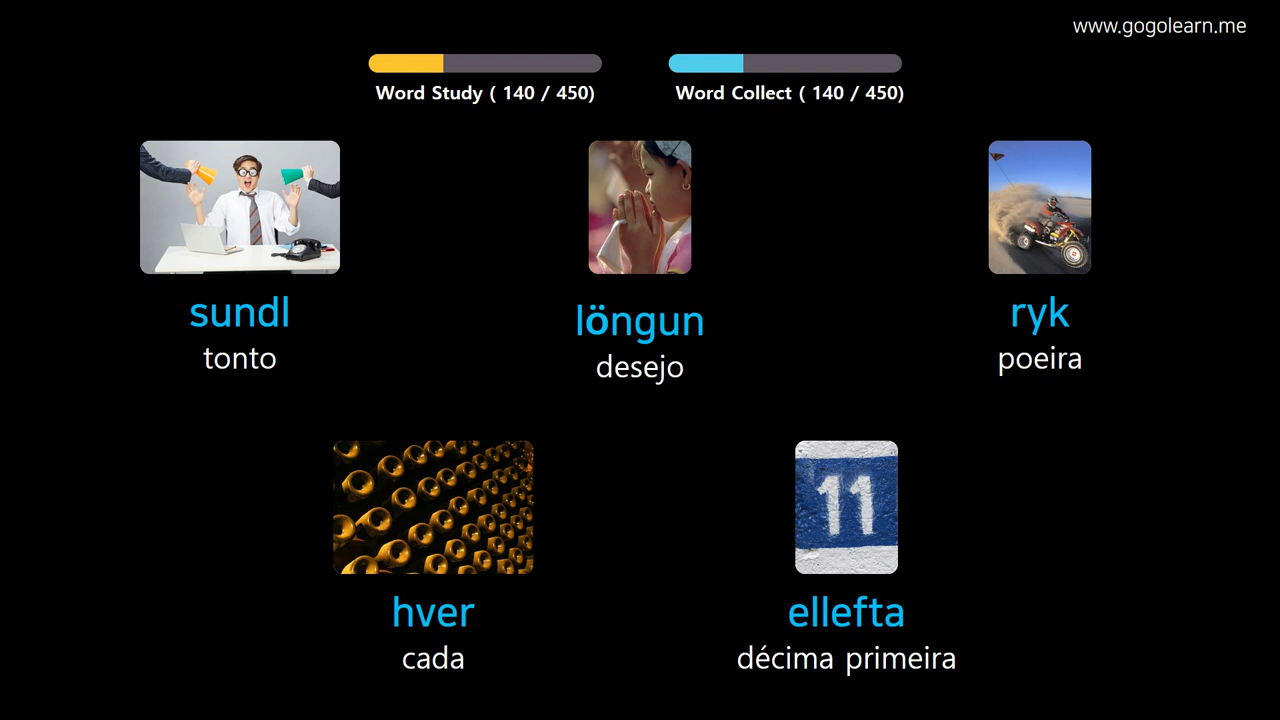 www.gogolearn.me
Word Study ( 140 / 450)
Word Collect ( 140 / 450)
sundl
tonto
löngun
desejo
ryk
poeira
hver
cada
11
ellefta
décima primeira